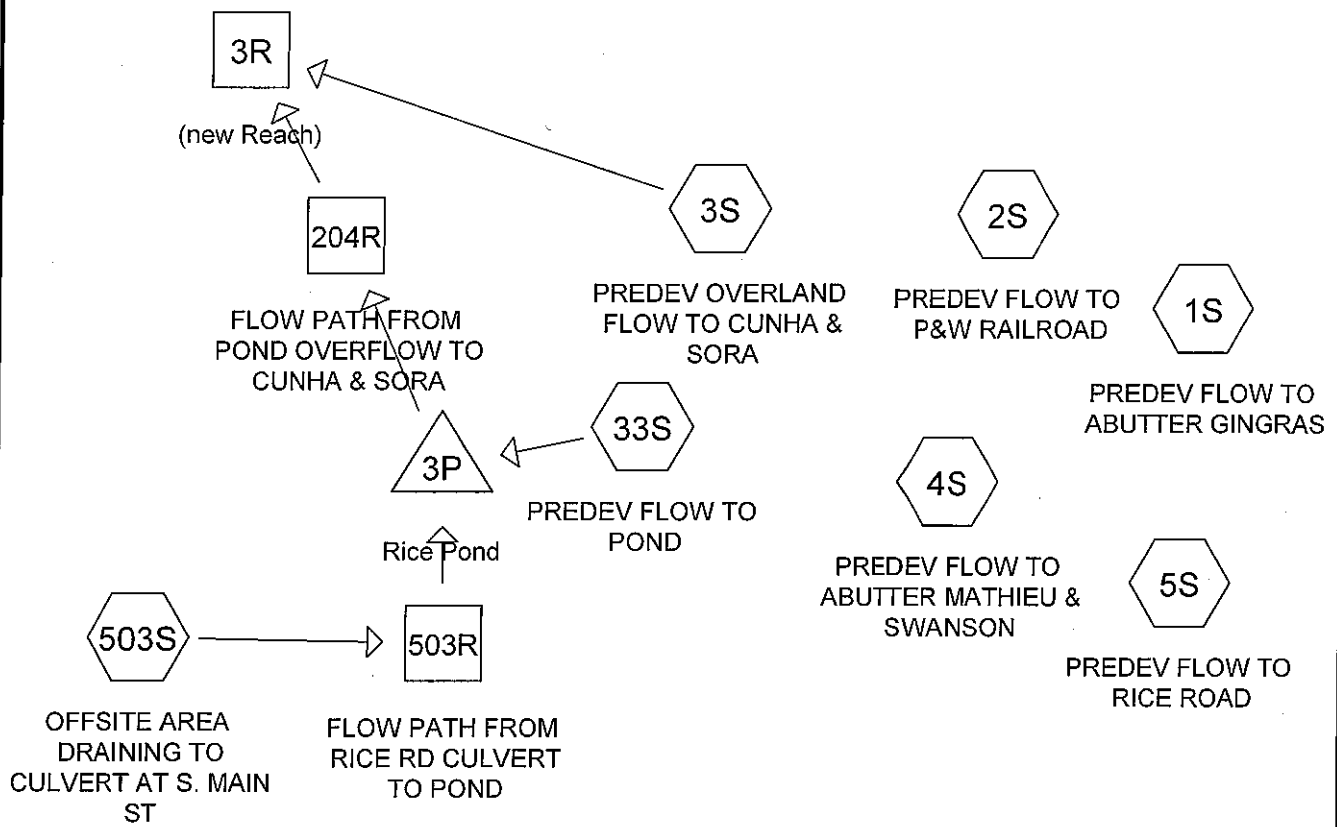 3R
(new Reach)
204R
FLOW PATH FROM
POND OVERFLOW TO
CUNHA & SORA
3S
PREDEV OVERLAND
FLOW TO CUNHA &
SORA
2S
PREDEV FLOW TO
P&W RAILROAD
1S
PREDEV FLOW TO
ABUTTER GINGRAS
33S
PREDEV FLOW TO
POND
3P
Rice Pond
4S
PREDEV FLOW TO
ABUTTER MATHIEU &
SWANSON
5S
PREDEV FLOW TO
RICE ROAD
503S
OFFSITE AREA
DRAINING TO
CULVERT AT S. MAIN
ST
503R
FLOW PATH FROM
RICE RD CULVERT
TO POND